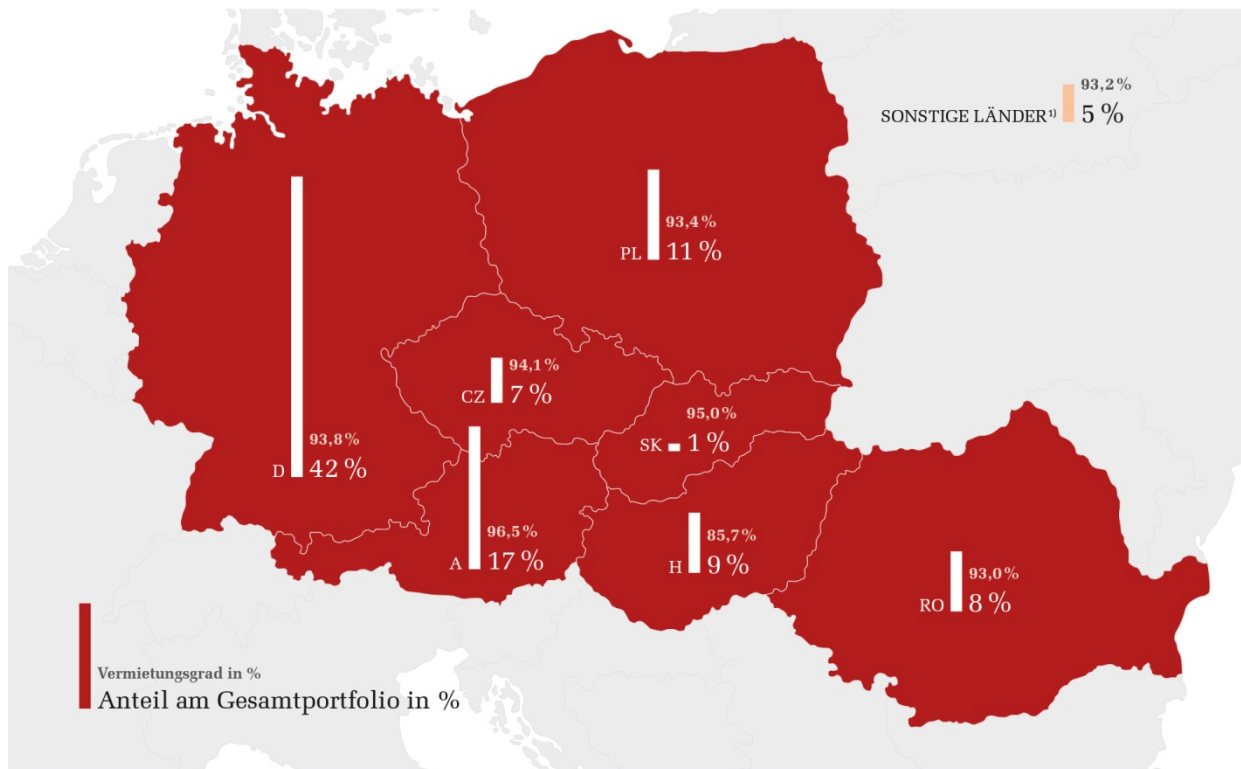 93,2 %
SONSTIGE LÄNDER¹⁾ 5 %
93,4 %
PL 11 %
94,1 %
CZ 7 %
95,0 %
SK 1 %
93,8 %
D 42 %
96,5 %
A 17 %
85,7 %
H 9 %
93,0 %
RO 8 %
Vermietungsgrad in %
Anteil am Gesamtportfolio in %